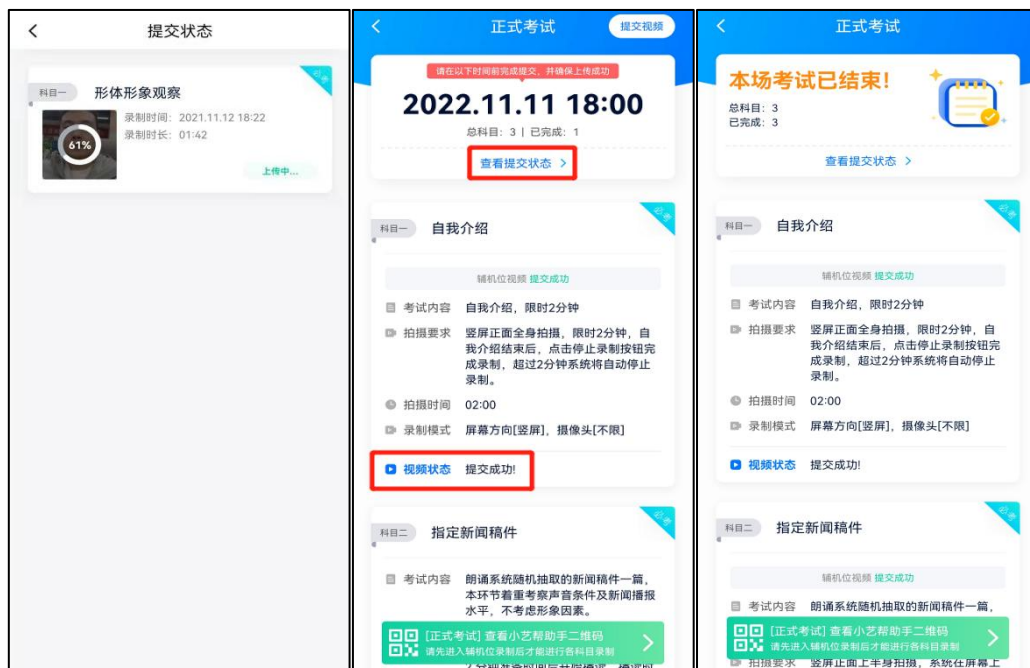 提交状态
科目一 形体形象观察
必考
录制时间：2021.11.12 18:22
录制时长：01:42
61%
上传中...
正式考试
提交视频
请在以下时间前完成提交，并确保上传成功
2022.11.11 18:00
总科目：3 | 已完成：1
查看提交状态 >
必考
科目一 自我介绍
辅机位视频 提交成功
考试内容 自我介绍，限时2分钟
拍摄要求 竖屏正面全身拍摄，限时2分钟，自
我介绍结束后，点击停止录制按钮完
成录制，超过2分钟系统将自动停止
录制。
拍摄时间 02:00
录制模式 屏幕方向[竖屏]，摄像头[不限]
视频状态 提交成功!
必考
科目二 指定新闻稿件
考试内容 朗诵系统随机抽取的新闻稿件一篇，
本环节着重考察声音条件及新闻播报
水平，不考虑形象因素。
[正式考试] 查看小艺帮助手二维码
请先进入辅机位录制后才能进行各科目录制
正式考试
本场考试已结束!
总科目：3
已完成：3
查看提交状态 >
必考
科目一 自我介绍
辅机位视频 提交成功
考试内容 自我介绍，限时2分钟
拍摄要求 竖屏正面全身拍摄，限时2分钟，自
我介绍结束后，点击停止录制按钮完
成录制，超过2分钟系统将自动停止
录制。
拍摄时间 02:00
录制模式 屏幕方向[竖屏]，摄像头[不限]
视频状态 提交成功!
必考
科目二 指定新闻稿件
辅机位视频 提交成功
考试内容 朗诵系统随机抽取的新闻稿件一篇，
[正式考试] 查看小艺帮助手二维码
请先进入辅机位录制后才能进行各科目录制
拍摄要求 竖屏正面上半身拍摄，系统在屏幕上